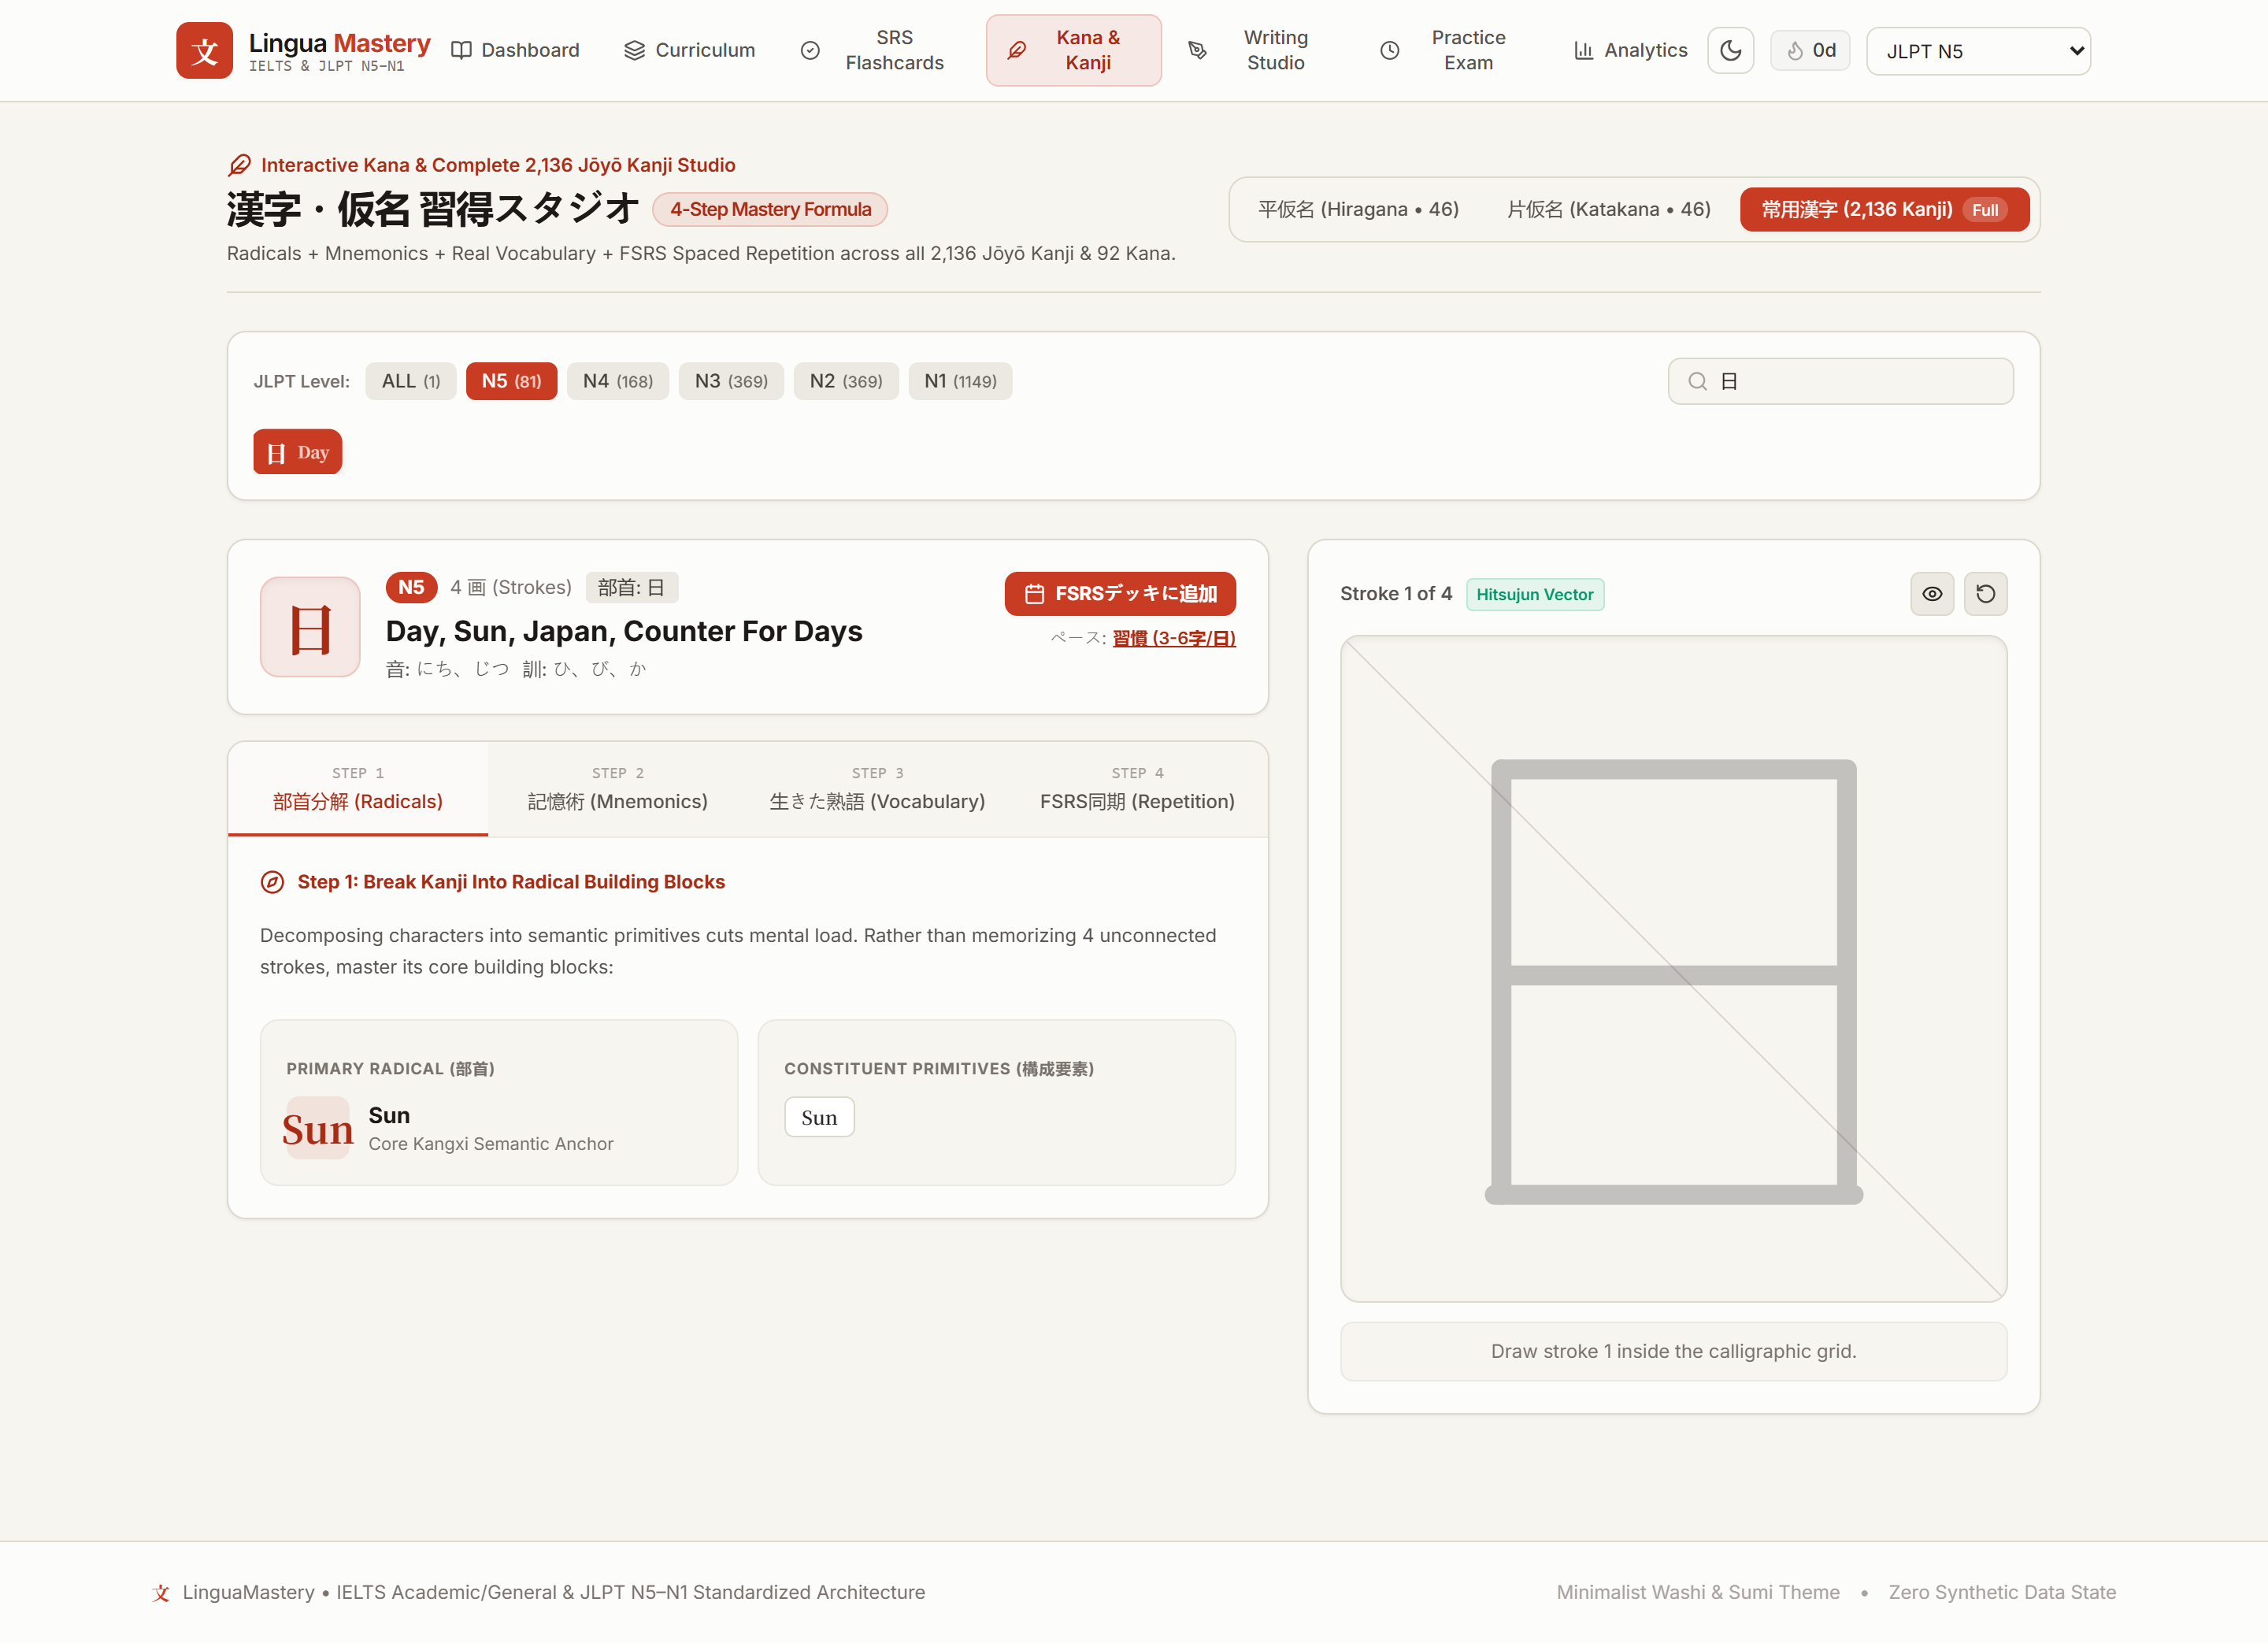 文
Lingua Mastery
IELTS & JLPT N5–N1
Dashboard
Curriculum
SRS Flashcards
Kana & Kanji
Writing Studio
Practice Exam
Analytics
0d
JLPT N5
Interactive Kana & Complete 2,136 Jōyō Kanji Studio
漢字・仮名 習得スタジオ
4-Step Mastery Formula
Radicals + Mnemonics + Real Vocabulary + FSRS Spaced Repetition across all 2,136 Jōyō Kanji & 92 Kana.
平仮名 (Hiragana • 46)
片仮名 (Katakana • 46)
常用漢字 (2,136 Kanji) Full
JLPT Level:
ALL (1)
N5 (81)
N4 (168)
N3 (369)
N2 (369)
N1 (1149)
日
日 Day
日
N5
4 画 (Strokes)
部首: 日
Day, Sun, Japan, Counter For Days
音: にち、じつ 訓: ひ、び、か
FSRSデッキに追加
ペース: 習慣 (3-6字/日)
STEP 1
部首分解 (Radicals)
STEP 2
記憶術 (Mnemonics)
STEP 3
生きた熟語 (Vocabulary)
STEP 4
FSRS同期 (Repetition)
Step 1: Break Kanji Into Radical Building Blocks
Decomposing characters into semantic primitives cuts mental load. Rather than memorizing 4 unconnected
strokes, master its core building blocks:
PRIMARY RADICAL (部首)
Sun
Sun
Core Kangxi Semantic Anchor
CONSTITUENT PRIMITIVES (構成要素)
Sun
Stroke 1 of 4
Hitsujun Vector
日
Draw stroke 1 inside the calligraphic grid.
文 LinguaMastery • IELTS Academic/General & JLPT N5–N1 Standardized Architecture
Minimalist Washi & Sumi Theme • Zero Synthetic Data State